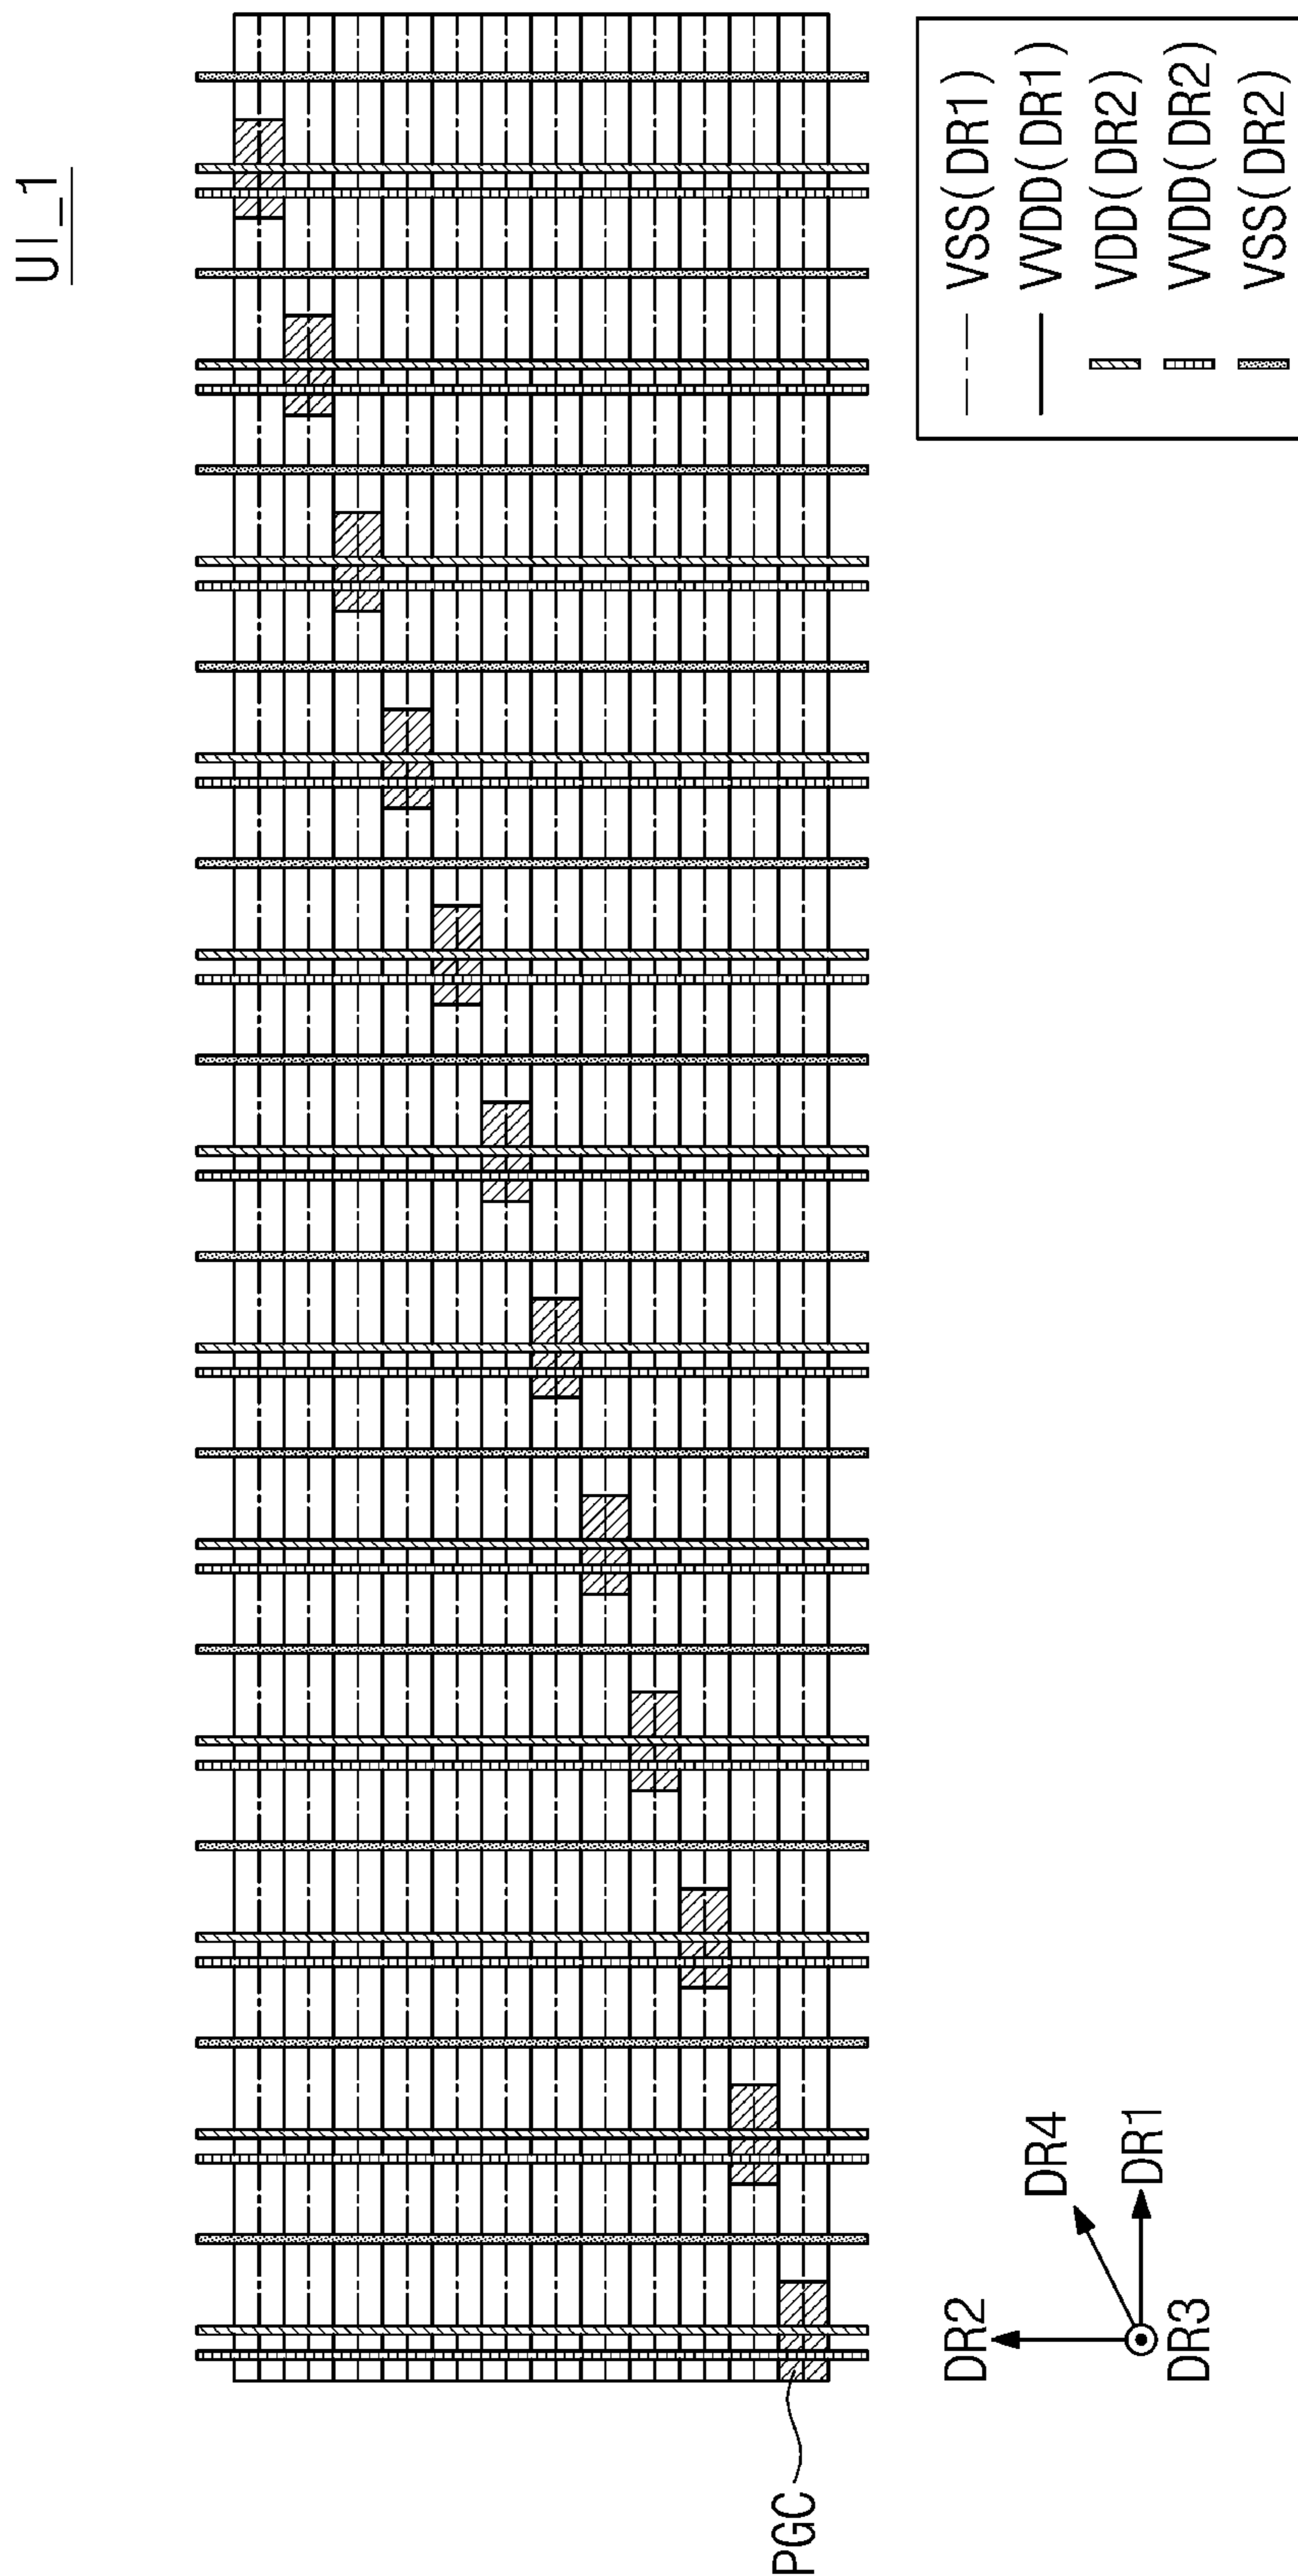 UI_1
PGC
DR2
DR4
DR1
DR3
VSS(DR1)
VVDD(DR1)
VDD(DR2)
VVDD(DR2)
VSS(DR2)